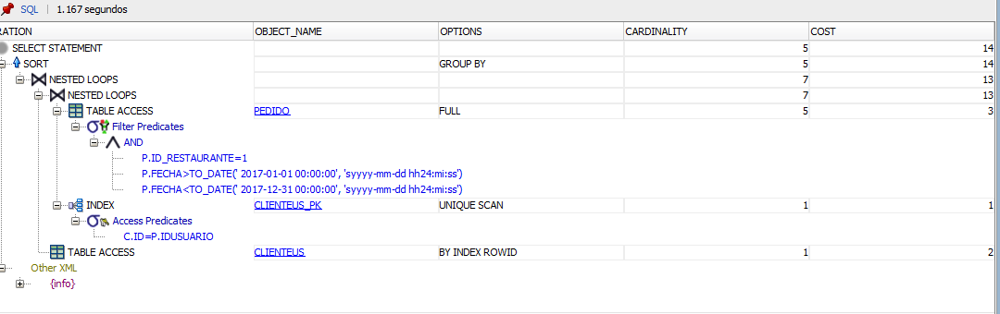 SQL | 1.167 segundos
RATION OBJECT_NAME OPTIONS CARDINALITY COST
SELECT STATEMENT 5 14
SORT GROUP BY 5 14
NESTED LOOPS 7 13
NESTED LOOPS 7 13
TABLE ACCESS PEDIDO FULL 5 3
Filter Predicates
AND
P.ID_RESTAURANTE=1
P.FECHA>TO_DATE(' 2017-01-01 00:00:00', 'syyyy-mm-dd hh24:mi:ss')
P.FECHA<TO_DATE(' 2017-12-31 00:00:00', 'syyyy-mm-dd hh24:mi:ss')
INDEX CLIENTEUS_PK UNIQUE SCAN 1 1
Access Predicates
C.ID=P.IDUSUARIO
TABLE ACCESS CLIENTEUS BY INDEX ROWID 1 2
Other XML
{info}